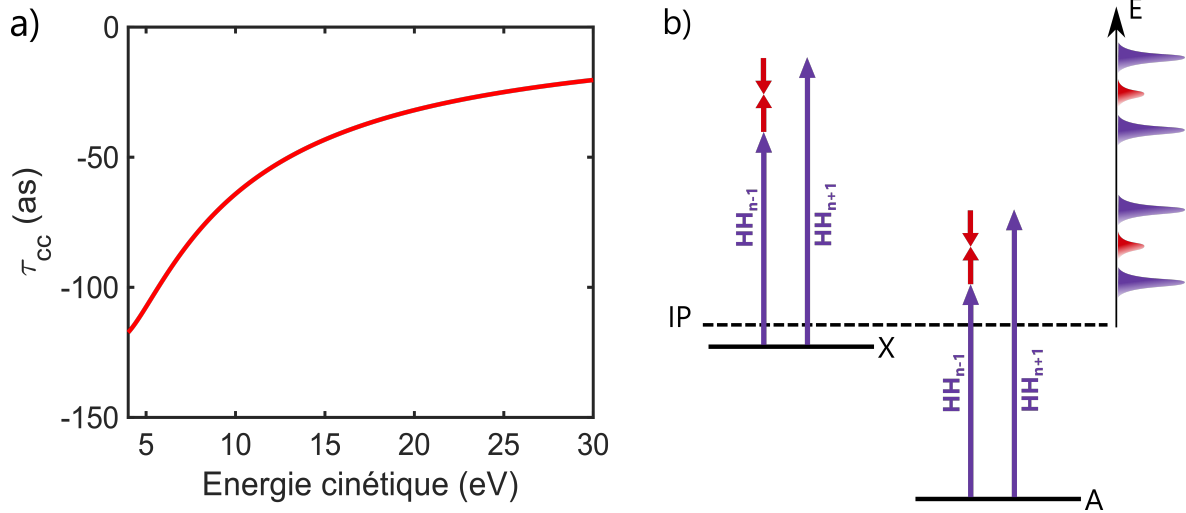 a)
0
-50
-100
-150
τcc (as)
5 10 15 20 25 30
Energie cinétique (eV)
b)
E
HHn-1
HHn+1
IP
X
HHn-1
HHn+1
A